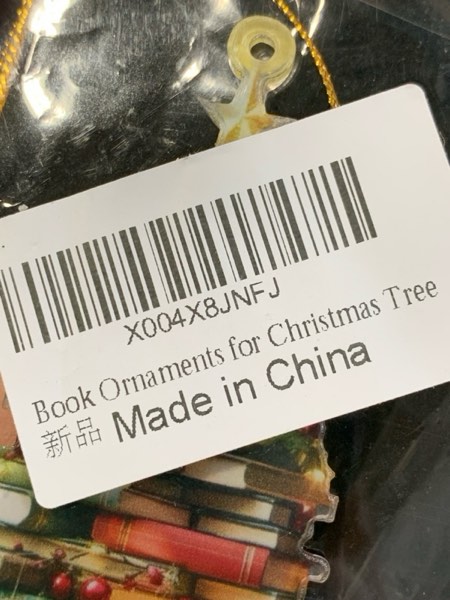 X004X8JNFJ
Book Ornaments for Christmas Tree
新品 Made in China